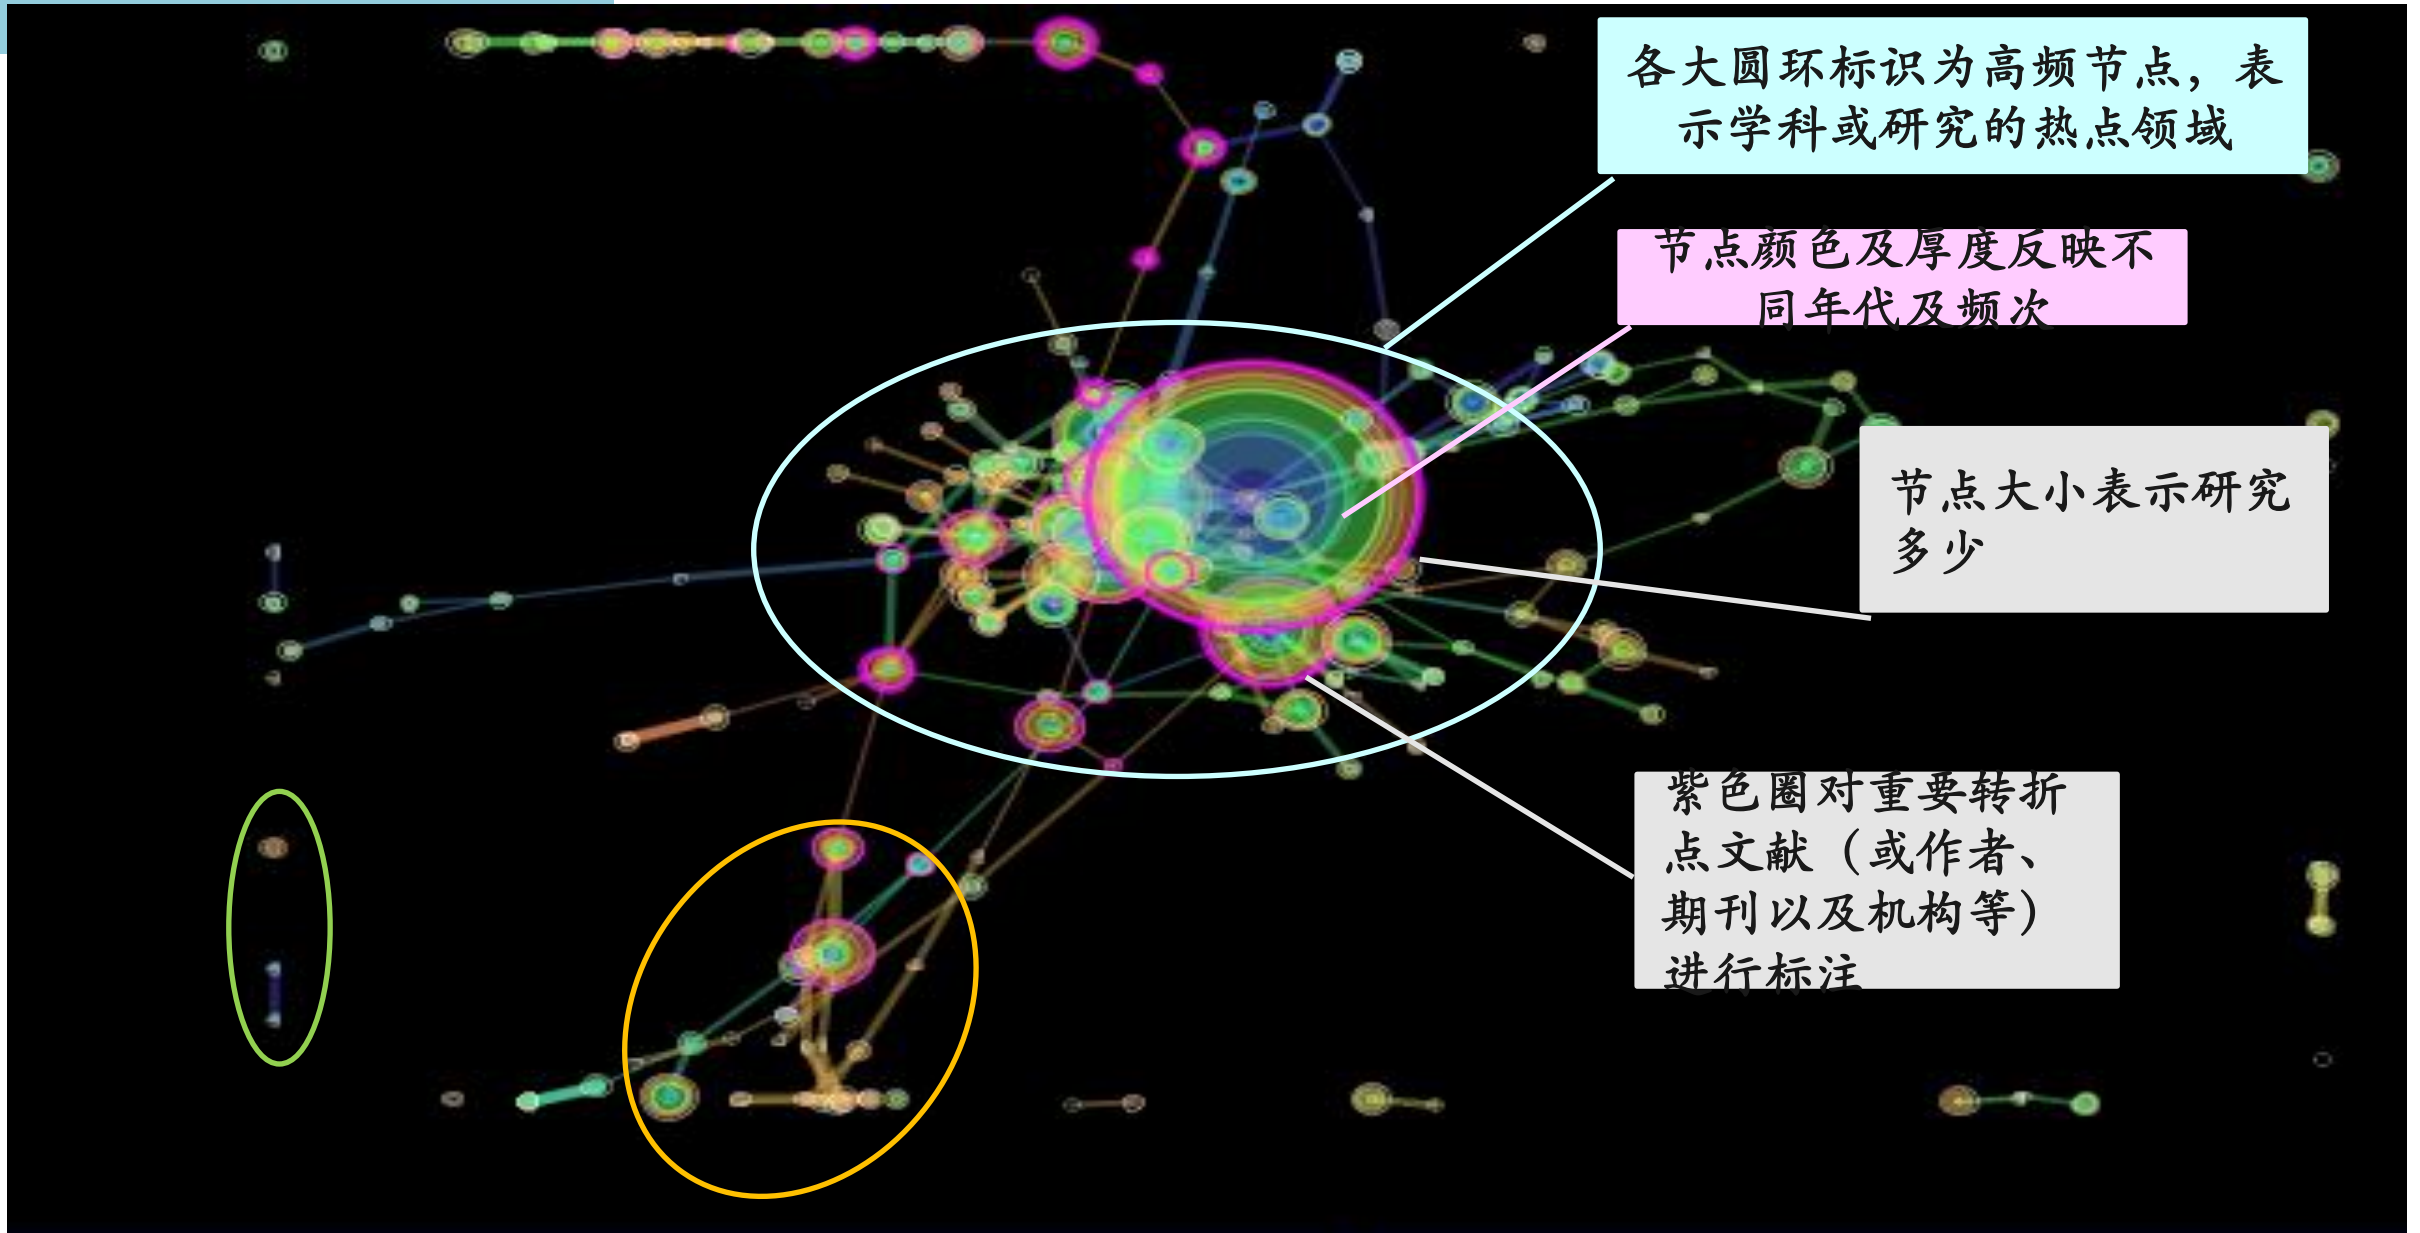 各大圆环标识为高频节点，表
示学科或研究的热点领域
节点颜色及厚度反映不
同年代及频次
节点大小表示研究
多少
紫色圈对重要转折
点文献（或作者、
期刊以及机构等）
进行标注